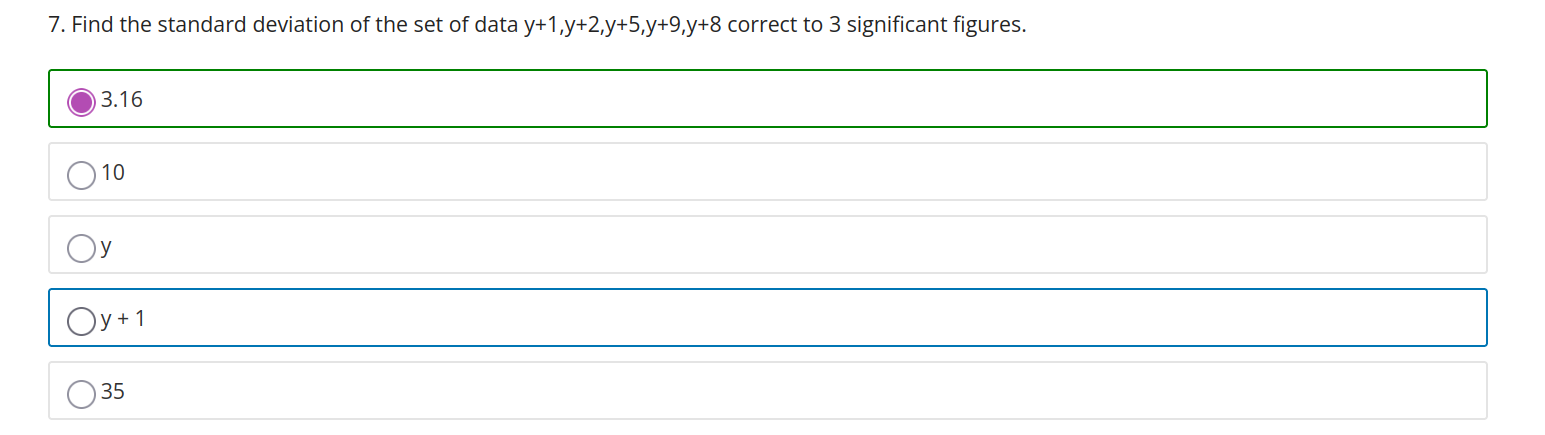 7. Find the standard deviation of the set of data y+1,y+2,y+5,y+9,y+8 correct to 3 significant figures.
3.16
10
y
y + 1
35